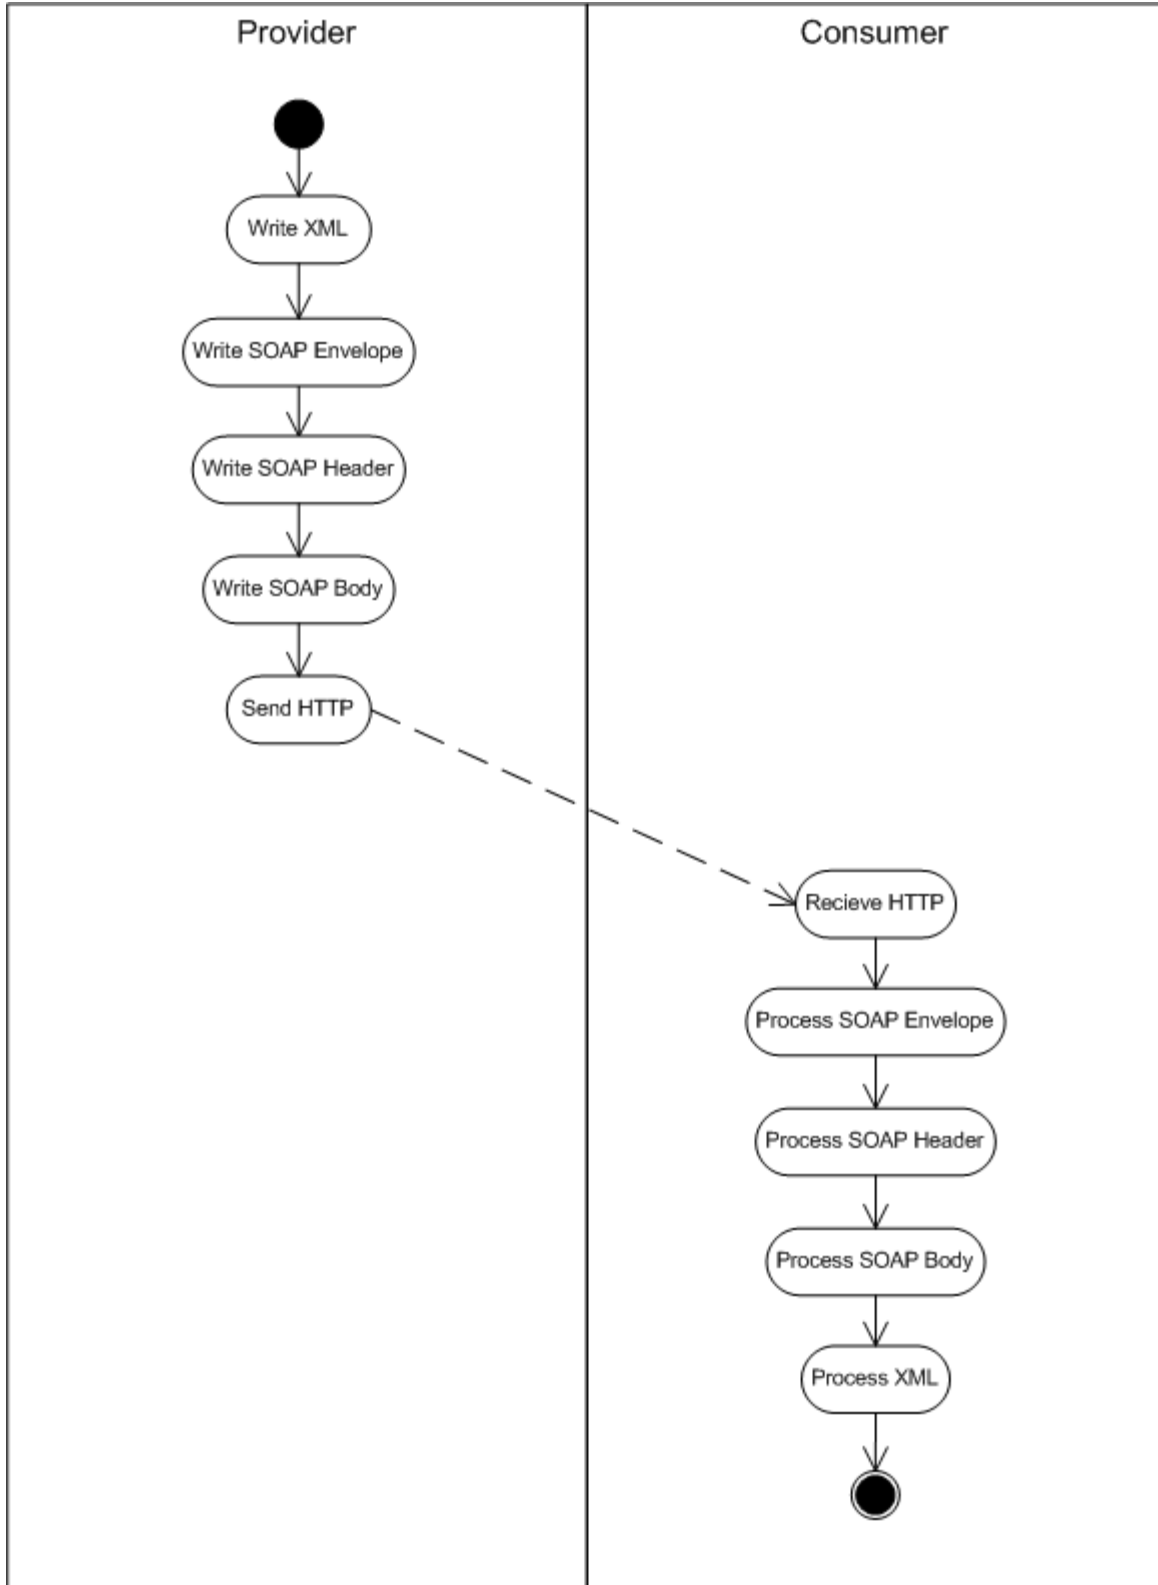 Provider
Consumer
Write XML
Write SOAP Envelope
Write SOAP Header
Write SOAP Body
Send HTTP
Recieve HTTP
Process SOAP Envelope
Process SOAP Header
Process SOAP Body
Process XML